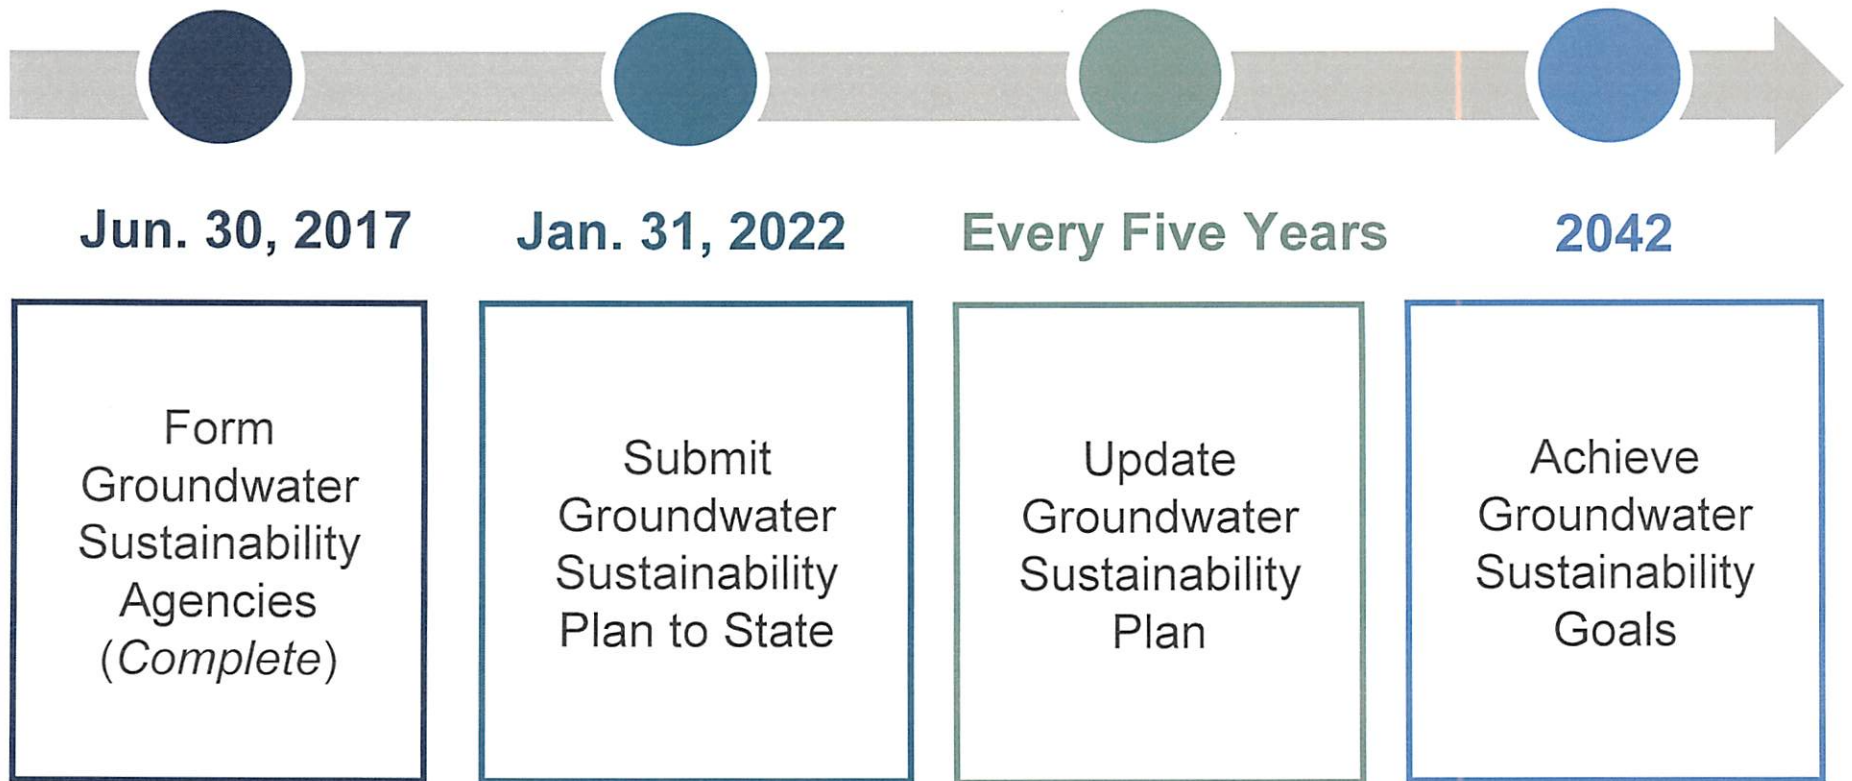 Jun. 30, 2017
Jan. 31, 2022
Every Five Years
2042
Form
Groundwater
Sustainability
Agencies
(Complete)
Submit
Groundwater
Sustainability
Plan to State
Update
Groundwater
Sustainability
Plan
Achieve
Groundwater
Sustainability
Goals